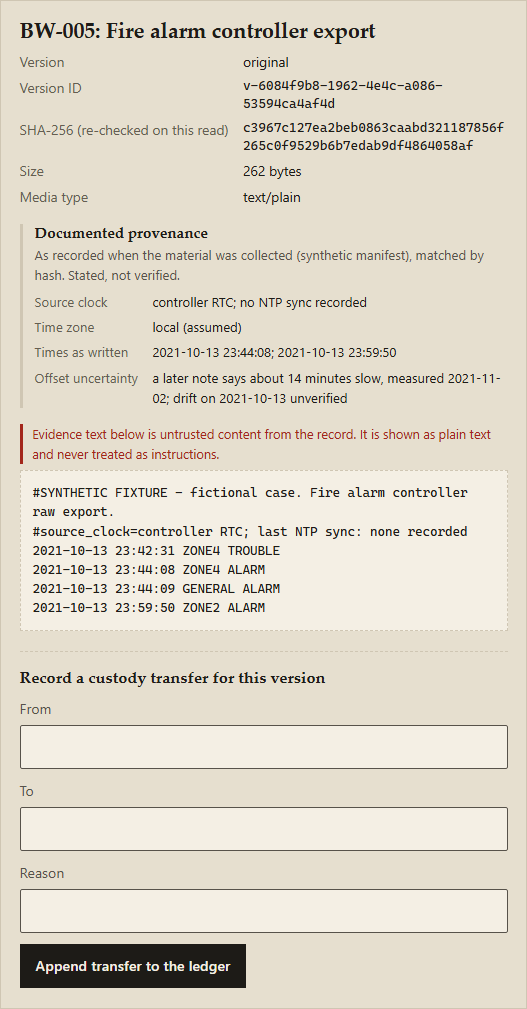 BW-005: Fire alarm controller export
Version original
Version ID v-6084f9b8-1962-4e4c-a086-
53594ca4af4d
SHA-256 (re-checked on this read) c3967c127ea2beb0863caabd321187856f
265c0f9529b6b7edab9df4864058af
Size 262 bytes
Media type text/plain
Documented provenance
As recorded when the material was collected (synthetic manifest), matched by
hash. Stated, not verified.
Source clock controller RTC; no NTP sync recorded
Time zone local (assumed)
Times as written 2021-10-13 23:44:08; 2021-10-13 23:59:50
Offset uncertainty a later note says about 14 minutes slow, measured 2021-11-
02; drift on 2021-10-13 unverified
Evidence text below is untrusted content from the record. It is shown as plain text
and never treated as instructions.
#SYNTHETIC FIXTURE — fictional case. Fire alarm controller
raw export.
#source_clock=controller RTC; last NTP sync: none recorded
2021-10-13 23:42:31 ZONE4 TROUBLE
2021-10-13 23:44:08 ZONE4 ALARM
2021-10-13 23:44:09 GENERAL ALARM
2021-10-13 23:59:50 ZONE2 ALARM
Record a custody transfer for this version
From
To
Reason
Append transfer to the ledger